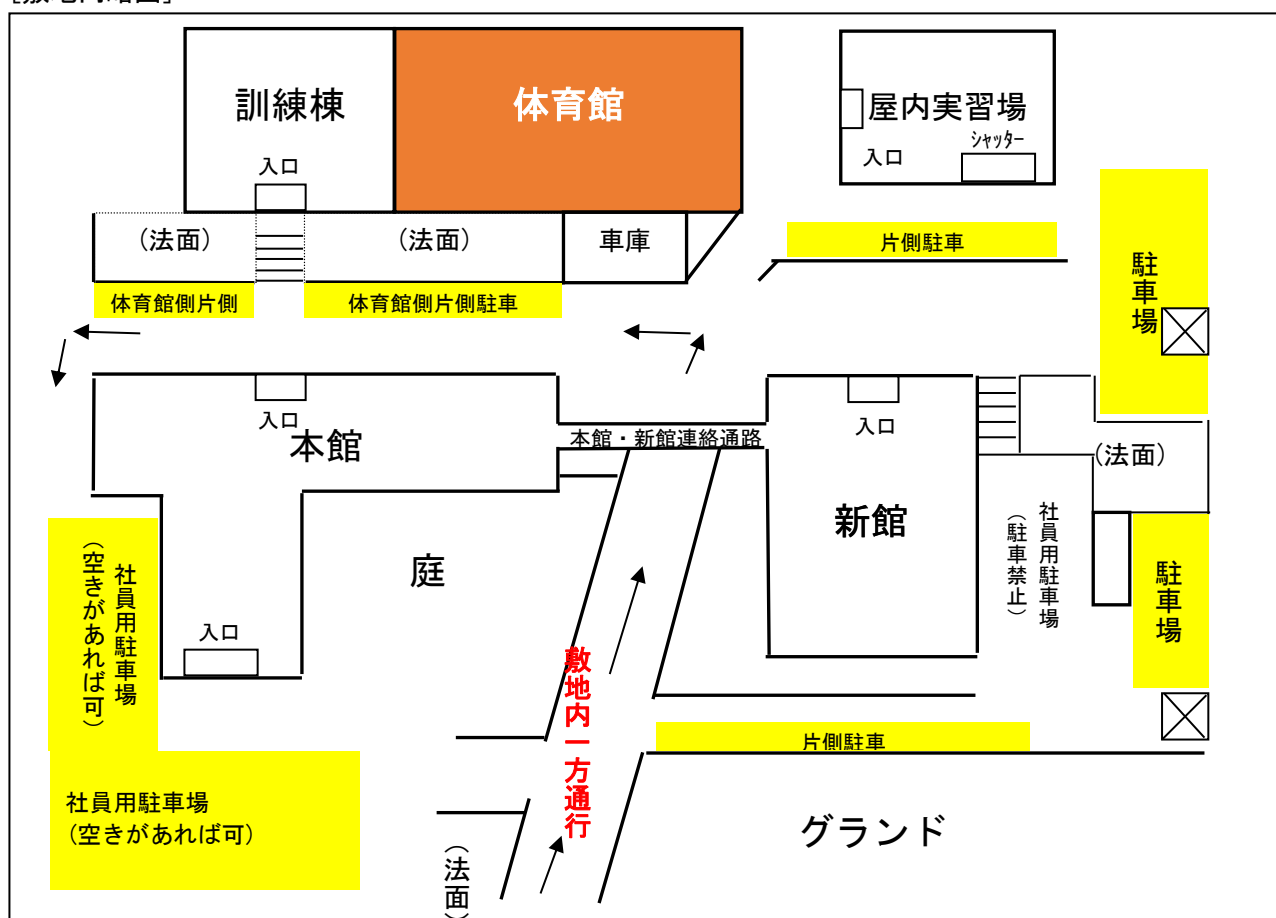 訓練棟
体育館
屋内実習場
シャッター
入口
入口
(法面)
(法面)
車庫
片側駐車
駐車場
体育館側片側
体育館側片側駐車
入口
本館
本館・新館連絡通路
入口
(法面)
新館
社員用駐車場
(駐車禁止)
駐車場
庭
社員用駐車場
(空きがあれば可)
入口
敷地内一方通行
片側駐車
社員用駐車場
(空きがあれば可)
グランド
(法面)